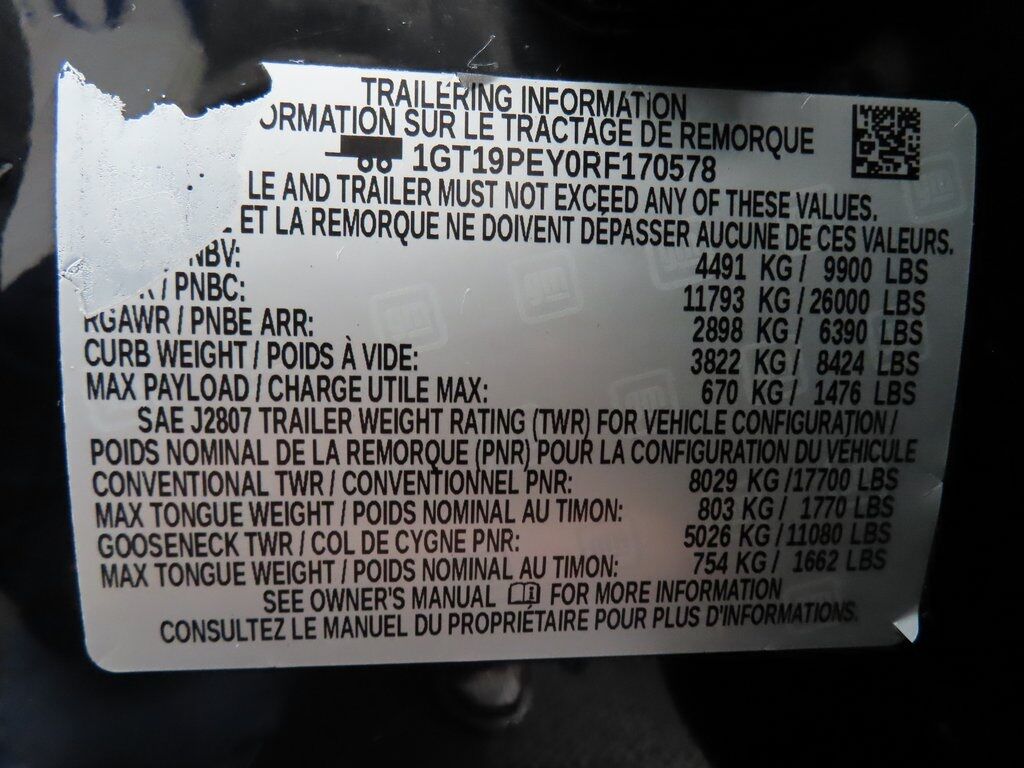 TRAILERING INFORMATION
ORMATION SUR LE TRACTAGE DE REMORQUE
1GT19PEY0RF170578
LE AND TRAILER MUST NOT EXCEED ANY OF THESE VALUES.
ET LA REMORQUE NE DOIVENT DÉPASSER AUCUNE DE CES VALEURS.
NBV: 4491 KG / 9900 LBS
/ PNBC: 11793 KG / 26000 LBS
RGAWR / PNBE ARR: 2898 KG / 6390 LBS
CURB WEIGHT / POIDS À VIDE: 3822 KG / 8424 LBS
MAX PAYLOAD / CHARGE UTILE MAX: 670 KG / 1476 LBS
SAE J2807 TRAILER WEIGHT RATING (TWR) FOR VEHICLE CONFIGURATION /
POIDS NOMINAL DE LA REMORQUE (PNR) POUR LA CONFIGURATION DU VÉHICULE
CONVENTIONAL TWR / CONVENTIONNEL PNR: 8029 KG /17700 LBS
MAX TONGUE WEIGHT / POIDS NOMINAL AU TIMON: 803 KG / 1770 LBS
GOOSENECK TWR / COL DE CYGNE PNR: 5026 KG /11080 LBS
MAX TONGUE WEIGHT / POIDS NOMINAL AU TIMON: 754 KG / 1662 LBS
SEE OWNER'S MANUAL FOR MORE INFORMATION
CONSULTEZ LE MANUEL DU PROPRIÉTAIRE POUR PLUS D'INFORMATIONS.